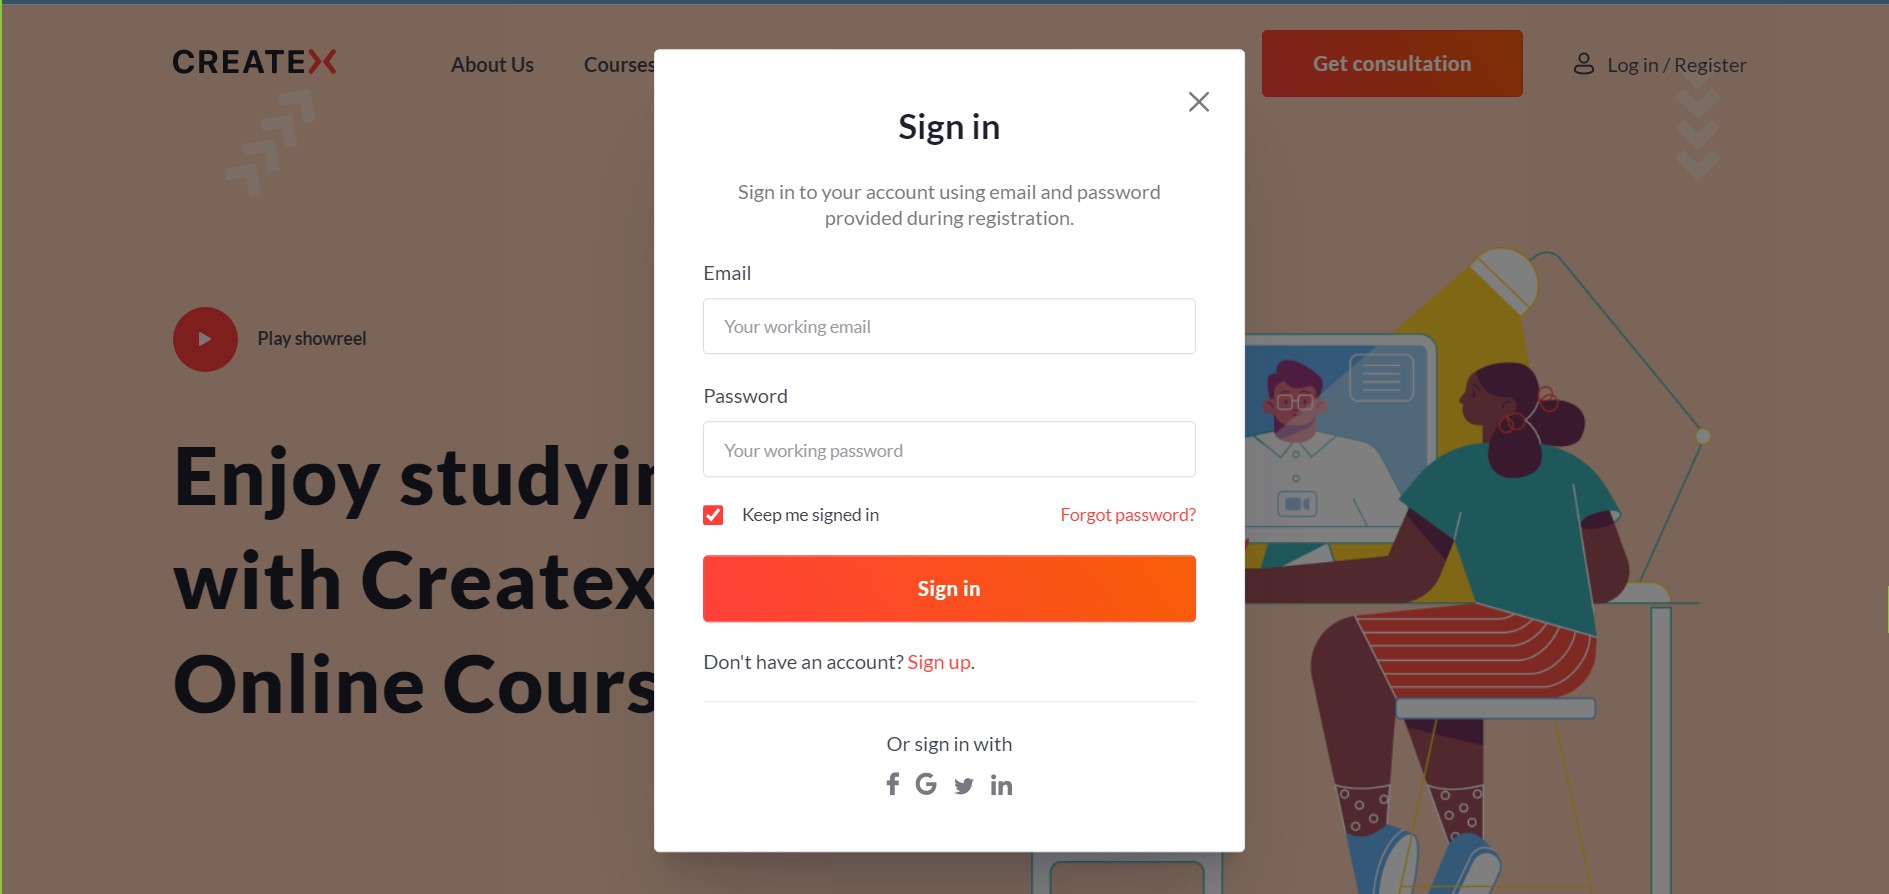 CREATEX
About Us
Courses
Get consultation
Log in / Register
Sign in
Sign in to your account using email and password
provided during registration.
Email
Your working email
Play showreel
Password
Your working password
Keep me signed in
Forgot password?
Enjoy studyin
with Createx
Online Cours
Sign in
Don't have an account? Sign up.
Or sign in with